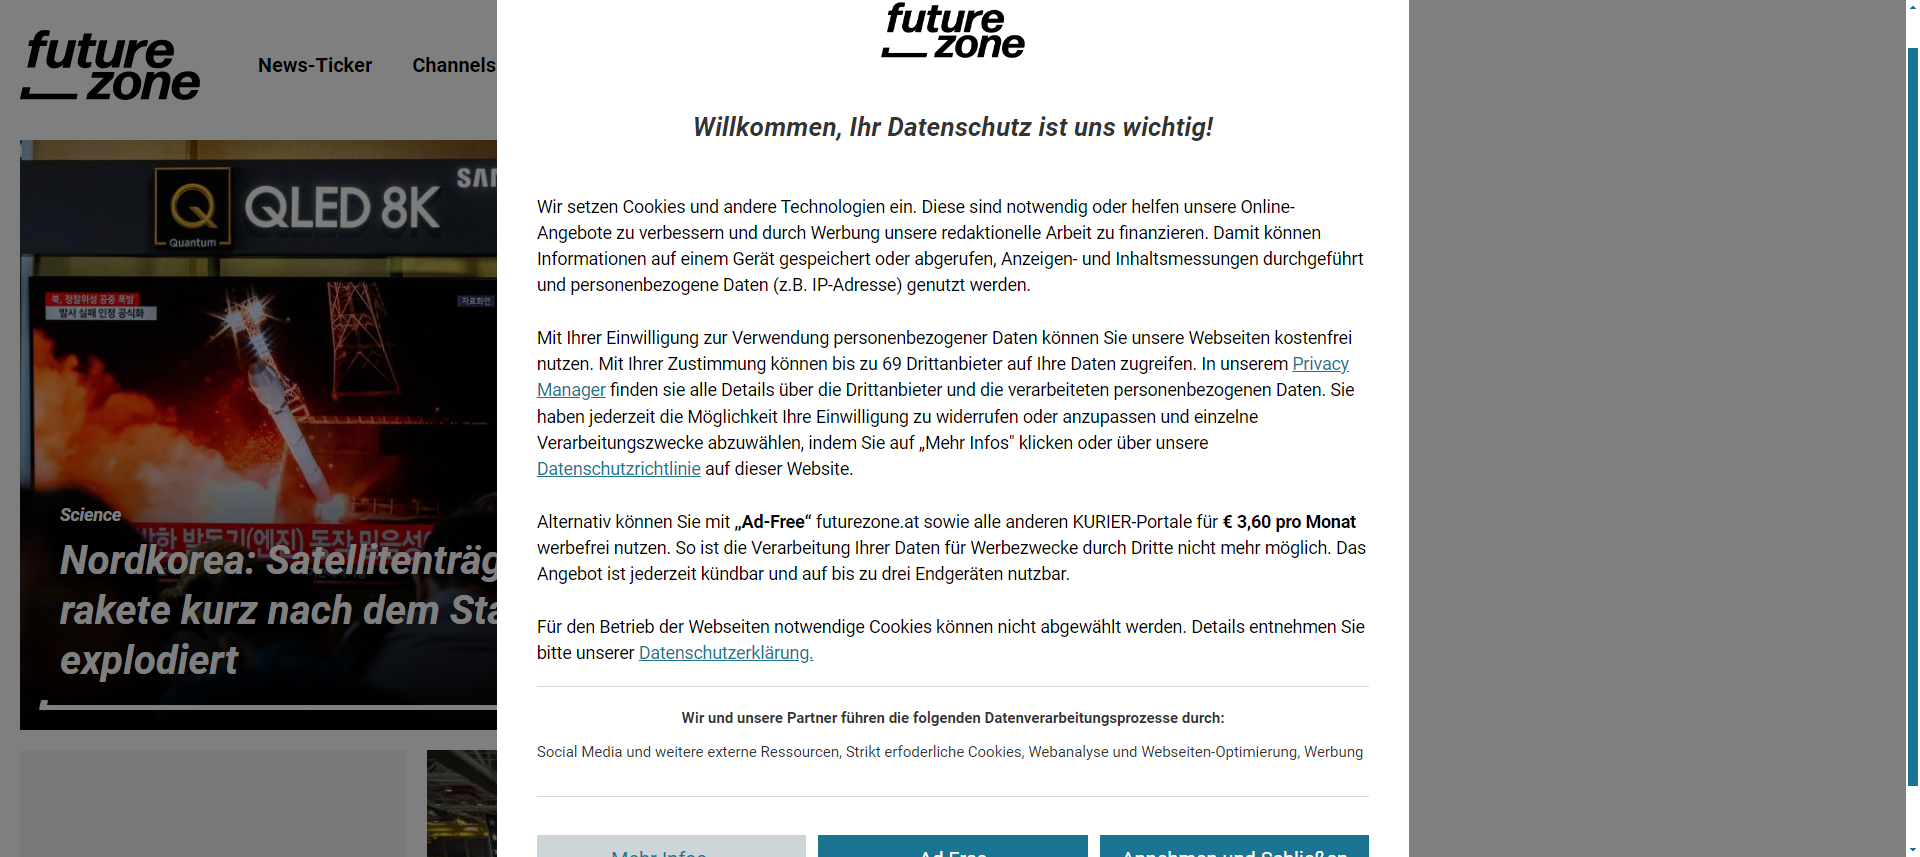 future
zone
News-Ticker
Channels
Q
Quantum
QLED 8K
SAM
북, 정찰위성 공중 폭발
발사 실패 인정 공식화
자료화면
Science
Nordkorea: Satellitenträg
rakete kurz nach dem Sta
explodiert
future
zone
Willkommen, Ihr Datenschutz ist uns wichtig!
Wir setzen Cookies und andere Technologien ein. Diese sind notwendig oder helfen unsere Online-
Angebote zu verbessern und durch Werbung unsere redaktionelle Arbeit zu finanzieren. Damit können
Informationen auf einem Gerät gespeichert oder abgerufen, Anzeigen- und Inhaltsmessungen durchgeführt
und personenbezogene Daten (z.B. IP-Adresse) genutzt werden.
Mit Ihrer Einwilligung zur Verwendung personenbezogener Daten können Sie unsere Webseiten kostenfrei
nutzen. Mit Ihrer Zustimmung können bis zu 69 Drittanbieter auf Ihre Daten zugreifen. In unserem Privacy
Manager finden sie alle Details über die Drittanbieter und die verarbeiteten personenbezogenen Daten. Sie
haben jederzeit die Möglichkeit Ihre Einwilligung zu widerrufen oder anzupassen und einzelne
Verarbeitungszwecke abzuwählen, indem Sie auf „Mehr Infos" klicken oder über unsere
Datenschutzrichtlinie auf dieser Website.
Alternativ können Sie mit „Ad-Free“ futurezone.at sowie alle anderen KURIER-Portale für € 3,60 pro Monat
werbefrei nutzen. So ist die Verarbeitung Ihrer Daten für Werbezwecke durch Dritte nicht mehr möglich. Das
Angebot ist jederzeit kündbar und auf bis zu drei Endgeräten nutzbar.
Für den Betrieb der Webseiten notwendige Cookies können nicht abgewählt werden. Details entnehmen Sie
bitte unserer Datenschutzerklärung.
Wir und unsere Partner führen die folgenden Datenverarbeitungsprozesse durch:
Social Media und weitere externe Ressourcen, Strikt erfoderliche Cookies, Webanalyse und Webseiten-Optimierung, Werbung
Mehr Infos
Ad Free
Annehmen und Schließen